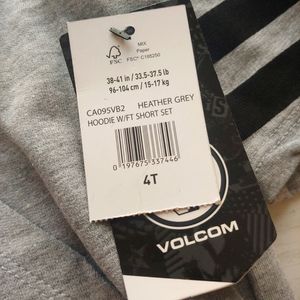 FSC
MIX
Paper
FSC® C185250
38-41 in / 33.5-37.5 lb
96-104 cm / 15-17 kg
CA095VB2 HEATHER GREY
HOODIE W/FT SHORT SET
0 197675 337446
4T
VOLCOM